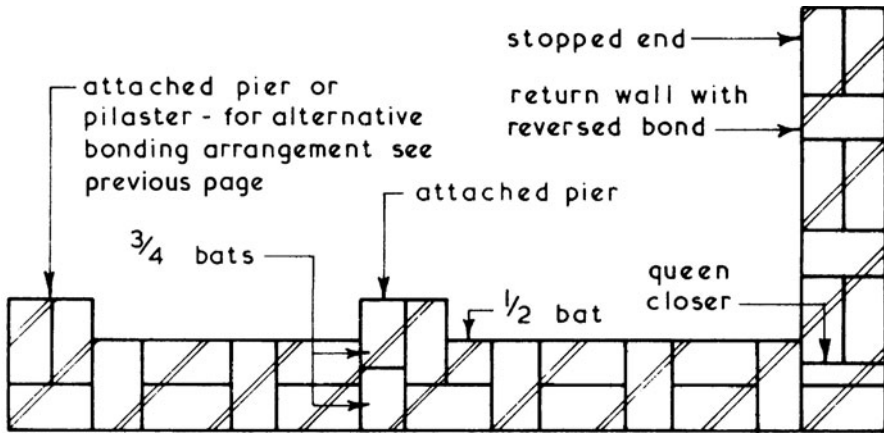 stopped end
attached pier or
pilaster - for alternative
bonding arrangement see
previous page
return wall with
reversed bond
attached pier
3/4 bats
queen
closer
1/2 bat